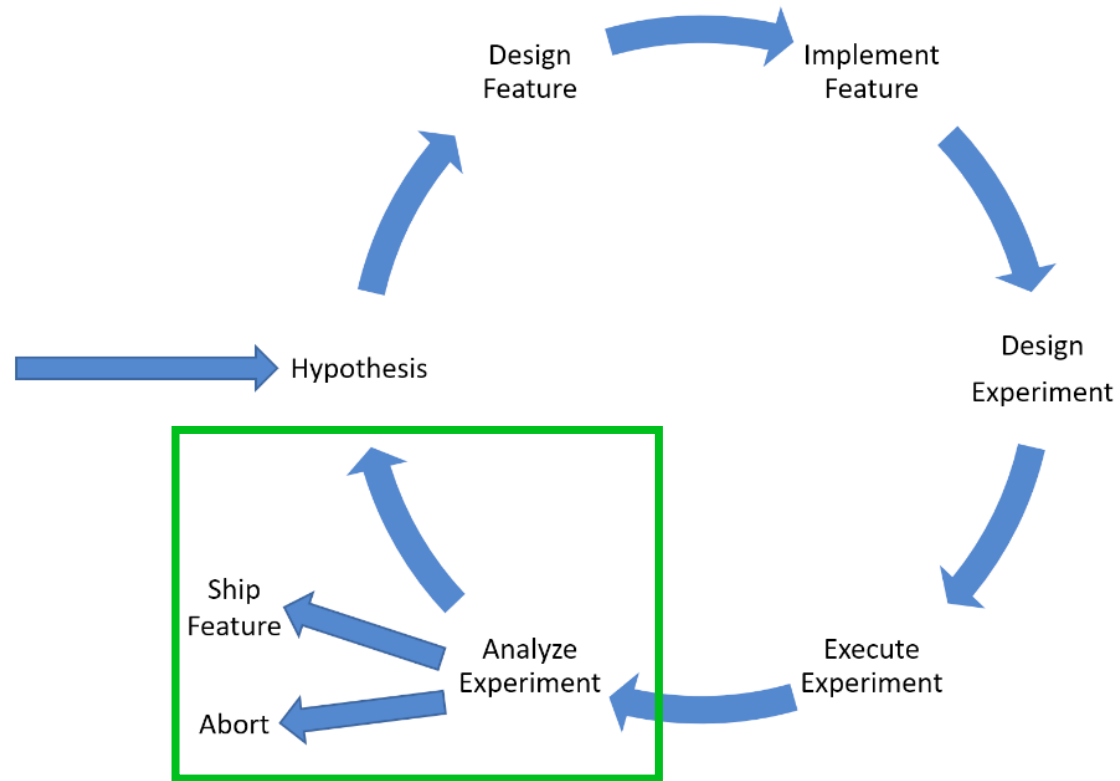 Design
Feature
Implement
Feature
Design
Experiment
Hypothesis
Ship
Feature
Analyze
Experiment
Execute
Experiment
Abort